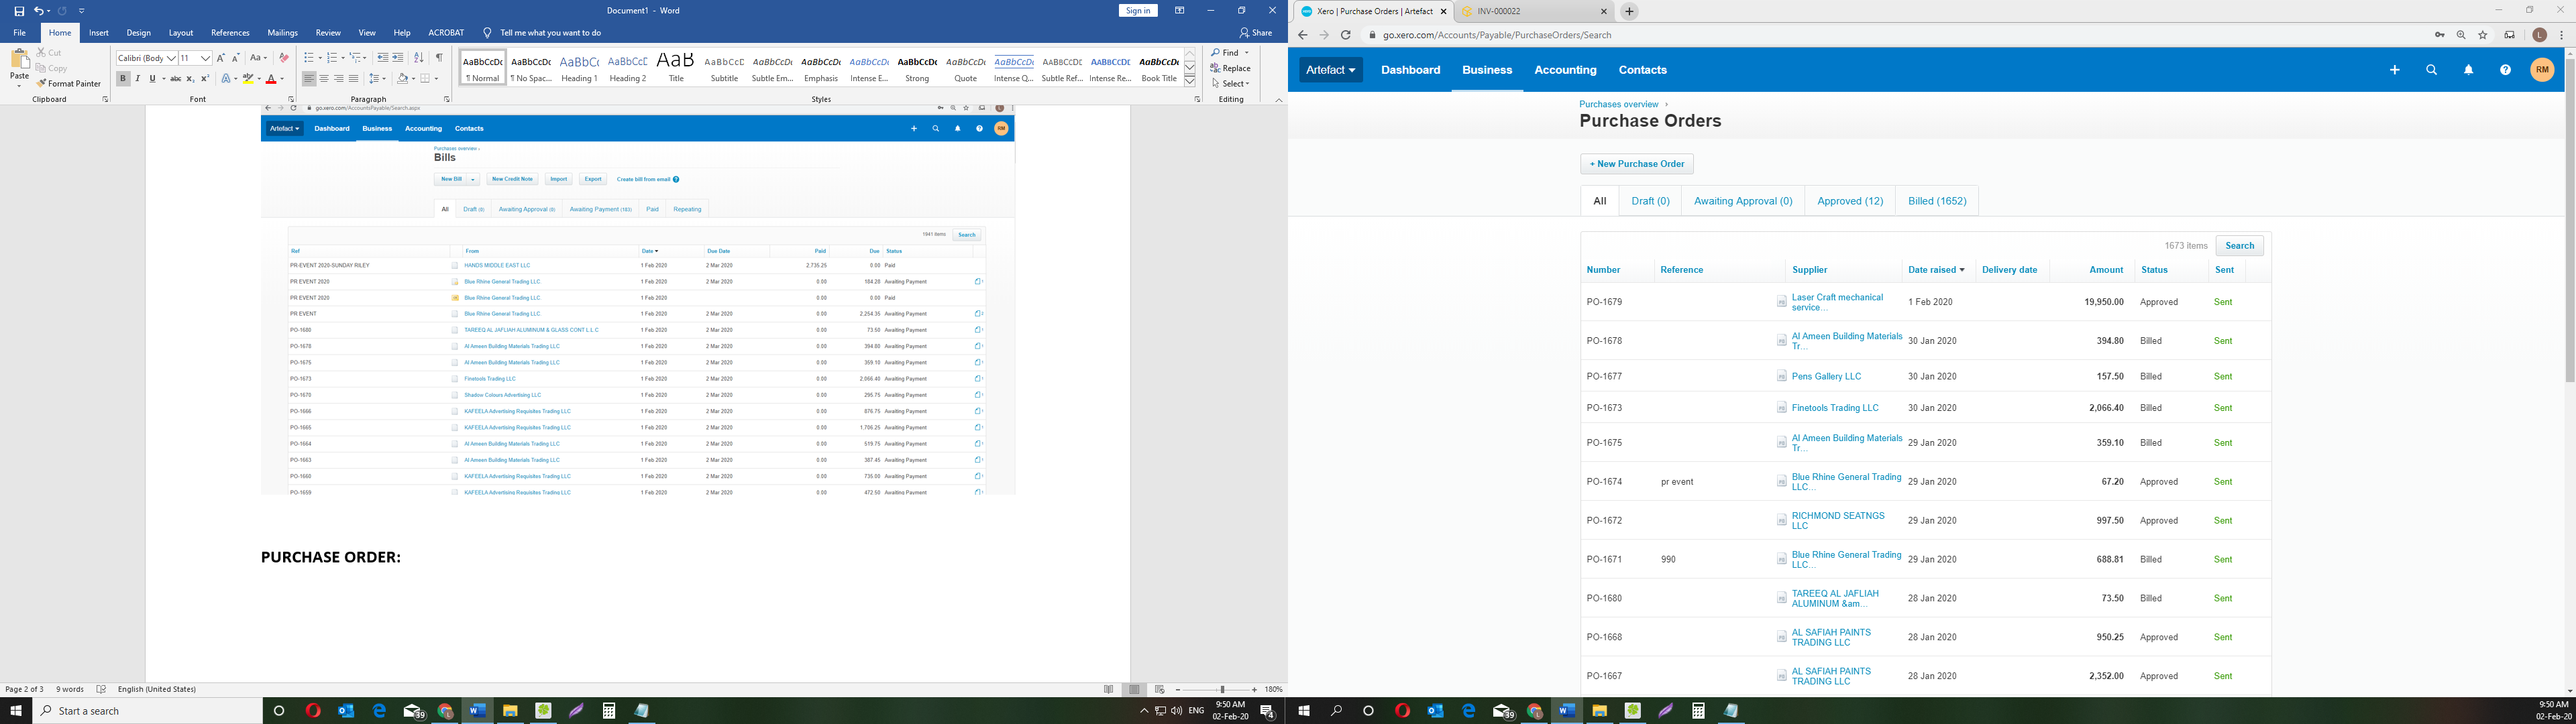 Document1 - Word
Sign in
File Home Insert Design Layout References Mailings Review View Help ACROBAT Tell me what you want to do Share
Paste
Cut
Copy
Format Painter
Clipboard
Calibri (Body 11
Font
Paragraph
AaBbCcDc AaBbCcDc AaBbCc AaBbCcE AaB AaBbCcE AaBbCcDt AaBbCcDt AaBbCcDt AaBbCcDc AaBbCcDt AaBbCcDt AABBCCDE AABBCCDE AaBbCcDt
¶ Normal ¶ No Spac... Heading 1 Heading 2 Title Subtitle Subtle Em... Emphasis Intense E... Strong Quote Intense Q... Subtle Ref... Intense Re... Book Title
Styles
Find
Replace
Select
Editing
go.xero.com/AccountsPayable/Search.aspx
Artefact Dashboard Business Accounting Contacts RM
Purchases overview ›
Bills
New Bill New Credit Note Import Export Create bill from email ?
All Draft (0) Awaiting Approval (0) Awaiting Payment (163) Paid Repeating
1841 items Search
Ref From Date Due Date Paid Due Status
PR-EVENT 2020-SUNDAY RILEY HANDS MIDDLE EAST LLC 1 Feb 2020 2 Mar 2020 2,735.25 0.00 Paid
PR EVENT 2020 Blue Rhine General Trading LLC 1 Feb 2020 2 Mar 2020 0.00 184.28 Awaiting Payment 1
PR EVENT 2020 Blue Rhine General Trading LLC 1 Feb 2020 0.00 0.00 Paid
PR EVENT Blue Rhine General Trading LLC 1 Feb 2020 2 Mar 2020 0.00 2,254.35 Awaiting Payment 2
PO-1680 TAREEQ AL JAFLIAH ALUMINUM & GLASS CONT L L C 1 Feb 2020 2 Mar 2020 0.00 73.50 Awaiting Payment 1
PO-1678 Al Ameen Building Materials Trading LLC 1 Feb 2020 2 Mar 2020 0.00 394.80 Awaiting Payment 1
PO-1675 Al Ameen Building Materials Trading LLC 1 Feb 2020 2 Mar 2020 0.00 359.10 Awaiting Payment 1
PO-1673 Finetools Trading LLC 1 Feb 2020 2 Mar 2020 0.00 2,066.40 Awaiting Payment 1
PO-1670 Shadow Colours Advertising LLC 1 Feb 2020 2 Mar 2020 0.00 295.75 Awaiting Payment 1
PO-1666 KAFEELA Advertising Requisites Trading LLC 1 Feb 2020 2 Mar 2020 0.00 876.75 Awaiting Payment 1
PO-1665 KAFEELA Advertising Requisites Trading LLC 1 Feb 2020 2 Mar 2020 0.00 1,706.25 Awaiting Payment 1
PO-1664 Al Ameen Building Materials Trading LLC 1 Feb 2020 2 Mar 2020 0.00 519.75 Awaiting Payment 1
PO-1663 Al Ameen Building Materials Trading LLC 1 Feb 2020 2 Mar 2020 0.00 387.45 Awaiting Payment 1
PO-1660 KAFEELA Advertising Requisites Trading LLC 1 Feb 2020 2 Mar 2020 0.00 735.00 Awaiting Payment 1
PO-1659 KAFEELA Advertising Requisites Trading LLC 1 Feb 2020 2 Mar 2020 0.00 472.50 Awaiting Payment 1
PURCHASE ORDER:
Page 2 of 3 9 words English (United States) 180%
Start a search
39
ENG
9:50 AM
02-Feb-20
4
Xero | Purchase Orders | Artefact INV-000022
go.xero.com/Accounts/Payable/PurchaseOrders/Search
L
Artefact Dashboard Business Accounting Contacts RM
Purchases overview ›
Purchase Orders
+ New Purchase Order
All Draft (0) Awaiting Approval (0) Approved (12) Billed (1652)
1673 items Search
Number Reference Supplier Date raised Delivery date Amount Status Sent
PO-1679 Laser Craft mechanical service... 1 Feb 2020 19,950.00 Approved Sent
PO-1678 Al Ameen Building Materials Tr... 30 Jan 2020 394.80 Billed Sent
PO-1677 Pens Gallery LLC 30 Jan 2020 157.50 Billed Sent
PO-1673 Finetools Trading LLC 30 Jan 2020 2,066.40 Billed Sent
PO-1675 Al Ameen Building Materials Tr... 29 Jan 2020 359.10 Billed Sent
PO-1674 pr event Blue Rhine General Trading LLC... 29 Jan 2020 67.20 Approved Sent
PO-1672 RICHMOND SEATNGS LLC 29 Jan 2020 997.50 Approved Sent
PO-1671 990 Blue Rhine General Trading LLC... 29 Jan 2020 688.81 Billed Sent
PO-1680 TAREEQ AL JAFLIAH ALUMINUM &am... 28 Jan 2020 73.50 Billed Sent
PO-1668 AL SAFIAH PAINTS TRADING LLC 28 Jan 2020 950.25 Approved Sent
PO-1667 AL SAFIAH PAINTS TRADING LLC 28 Jan 2020 2,352.00 Approved Sent
39
9:50 AM
02-Feb-20